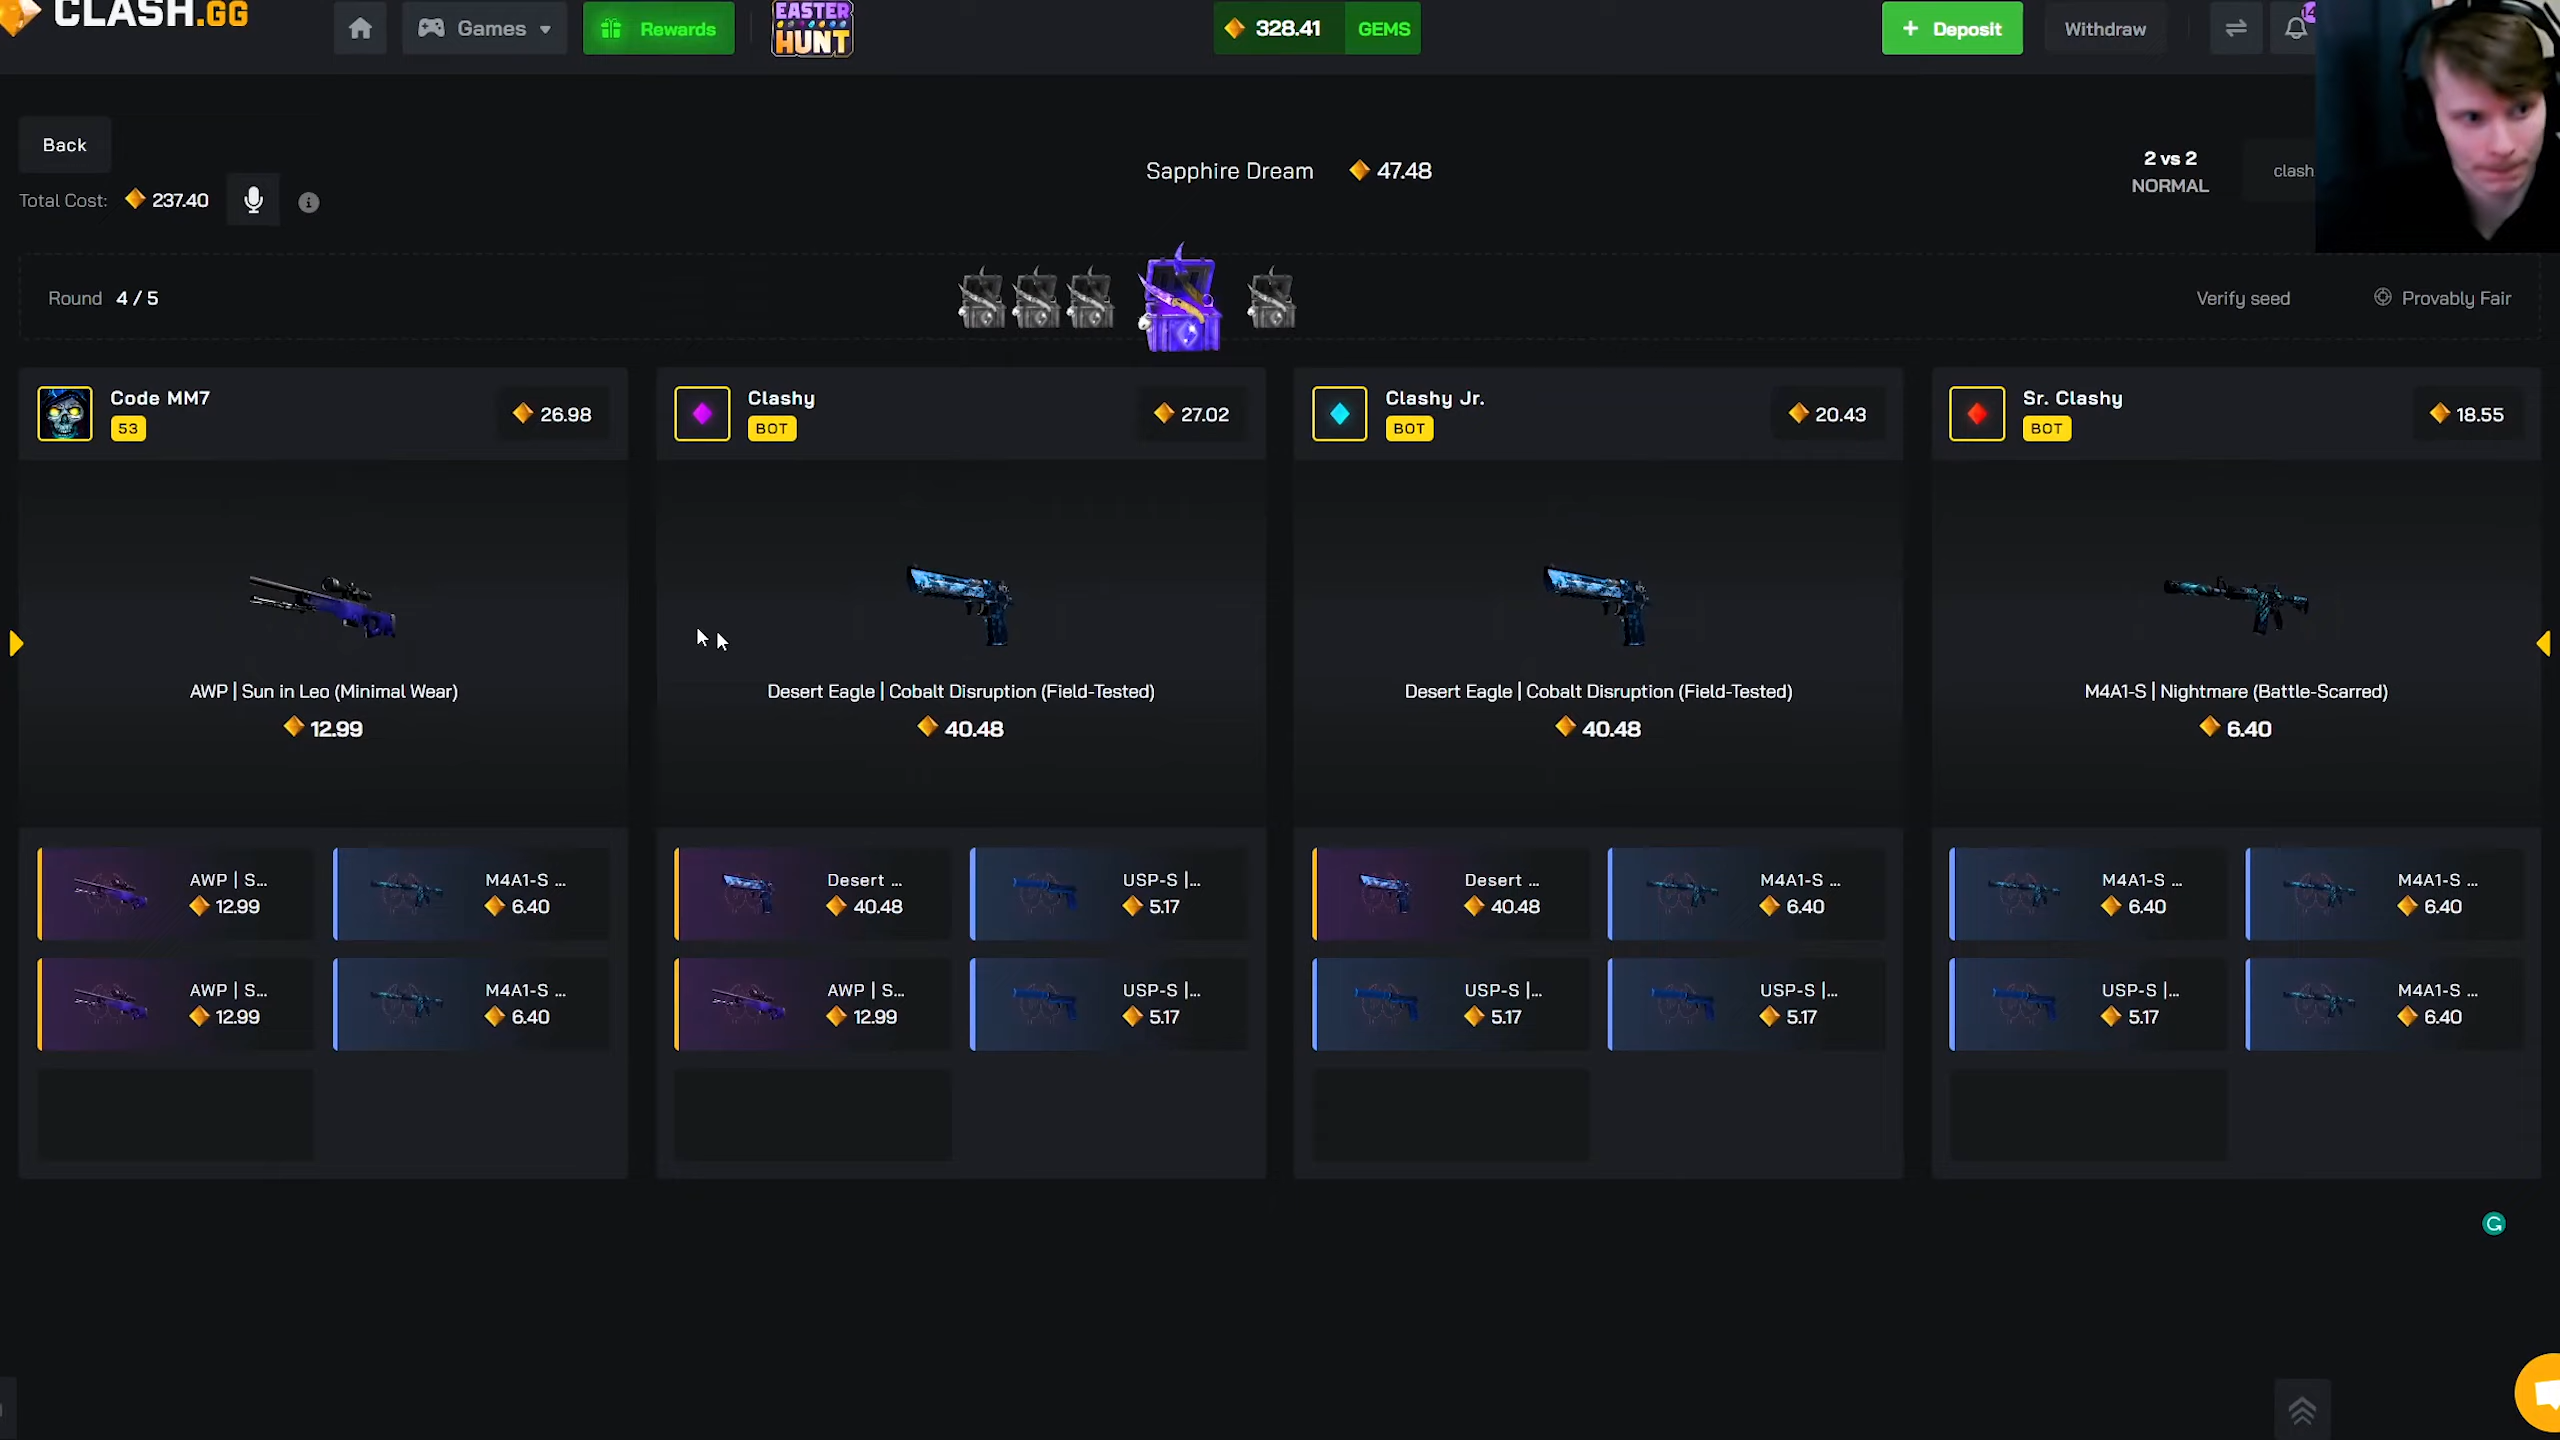 CLASH.GG
Games
Rewards
EASTER
HUNT
328.41 GEMS
+ Deposit
Withdraw
Back
Total Cost: 237.40
Sapphire Dream 47.48
2 vs 2
NORMAL
clash
Round 4 / 5
Verify seed
Provably Fair
Code MM7
53
26.98
AWP | Sun in Leo (Minimal Wear)
12.99
AWP | S...
12.99
M4A1-S ...
6.40
AWP | S...
12.99
M4A1-S ...
6.40
Clashy
BOT
27.02
Desert Eagle | Cobalt Disruption (Field-Tested)
40.48
Desert ...
40.48
USP-S |...
5.17
AWP | S...
12.99
USP-S |...
5.17
Clashy Jr.
BOT
20.43
Desert Eagle | Cobalt Disruption (Field-Tested)
40.48
Desert ...
40.48
M4A1-S ...
6.40
USP-S |...
5.17
USP-S |...
5.17
Sr. Clashy
BOT
18.55
M4A1-S | Nightmare (Battle-Scarred)
6.40
M4A1-S ...
6.40
M4A1-S ...
6.40
USP-S |...
5.17
M4A1-S ...
6.40